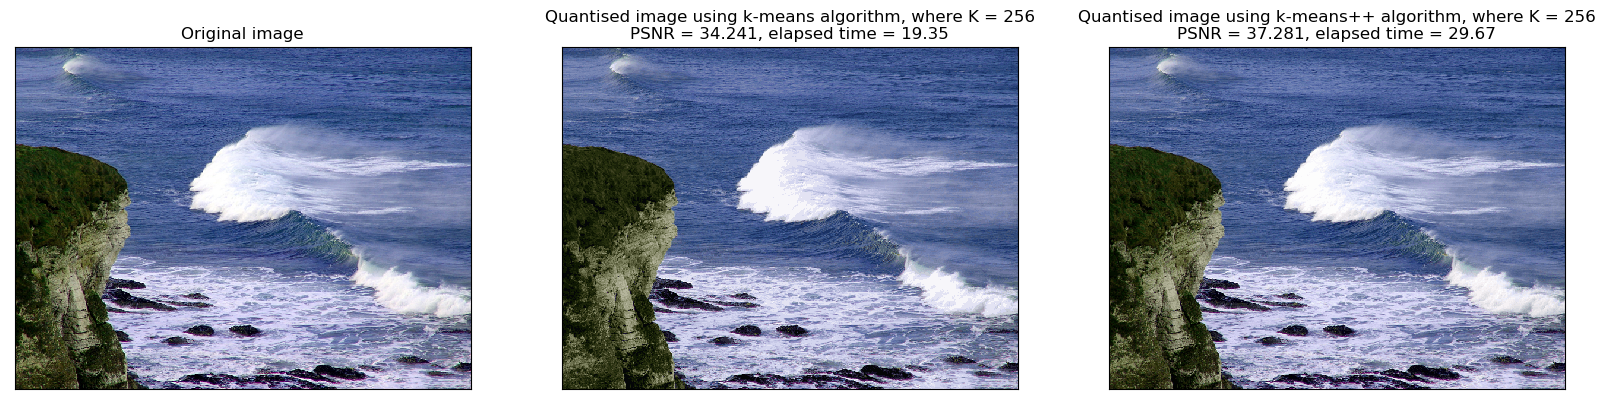 Original image
Quantised image using k-means algorithm, where K = 256
PSNR = 34.241, elapsed time = 19.35
Quantised image using k-means++ algorithm, where K = 256
PSNR = 37.281, elapsed time = 29.67